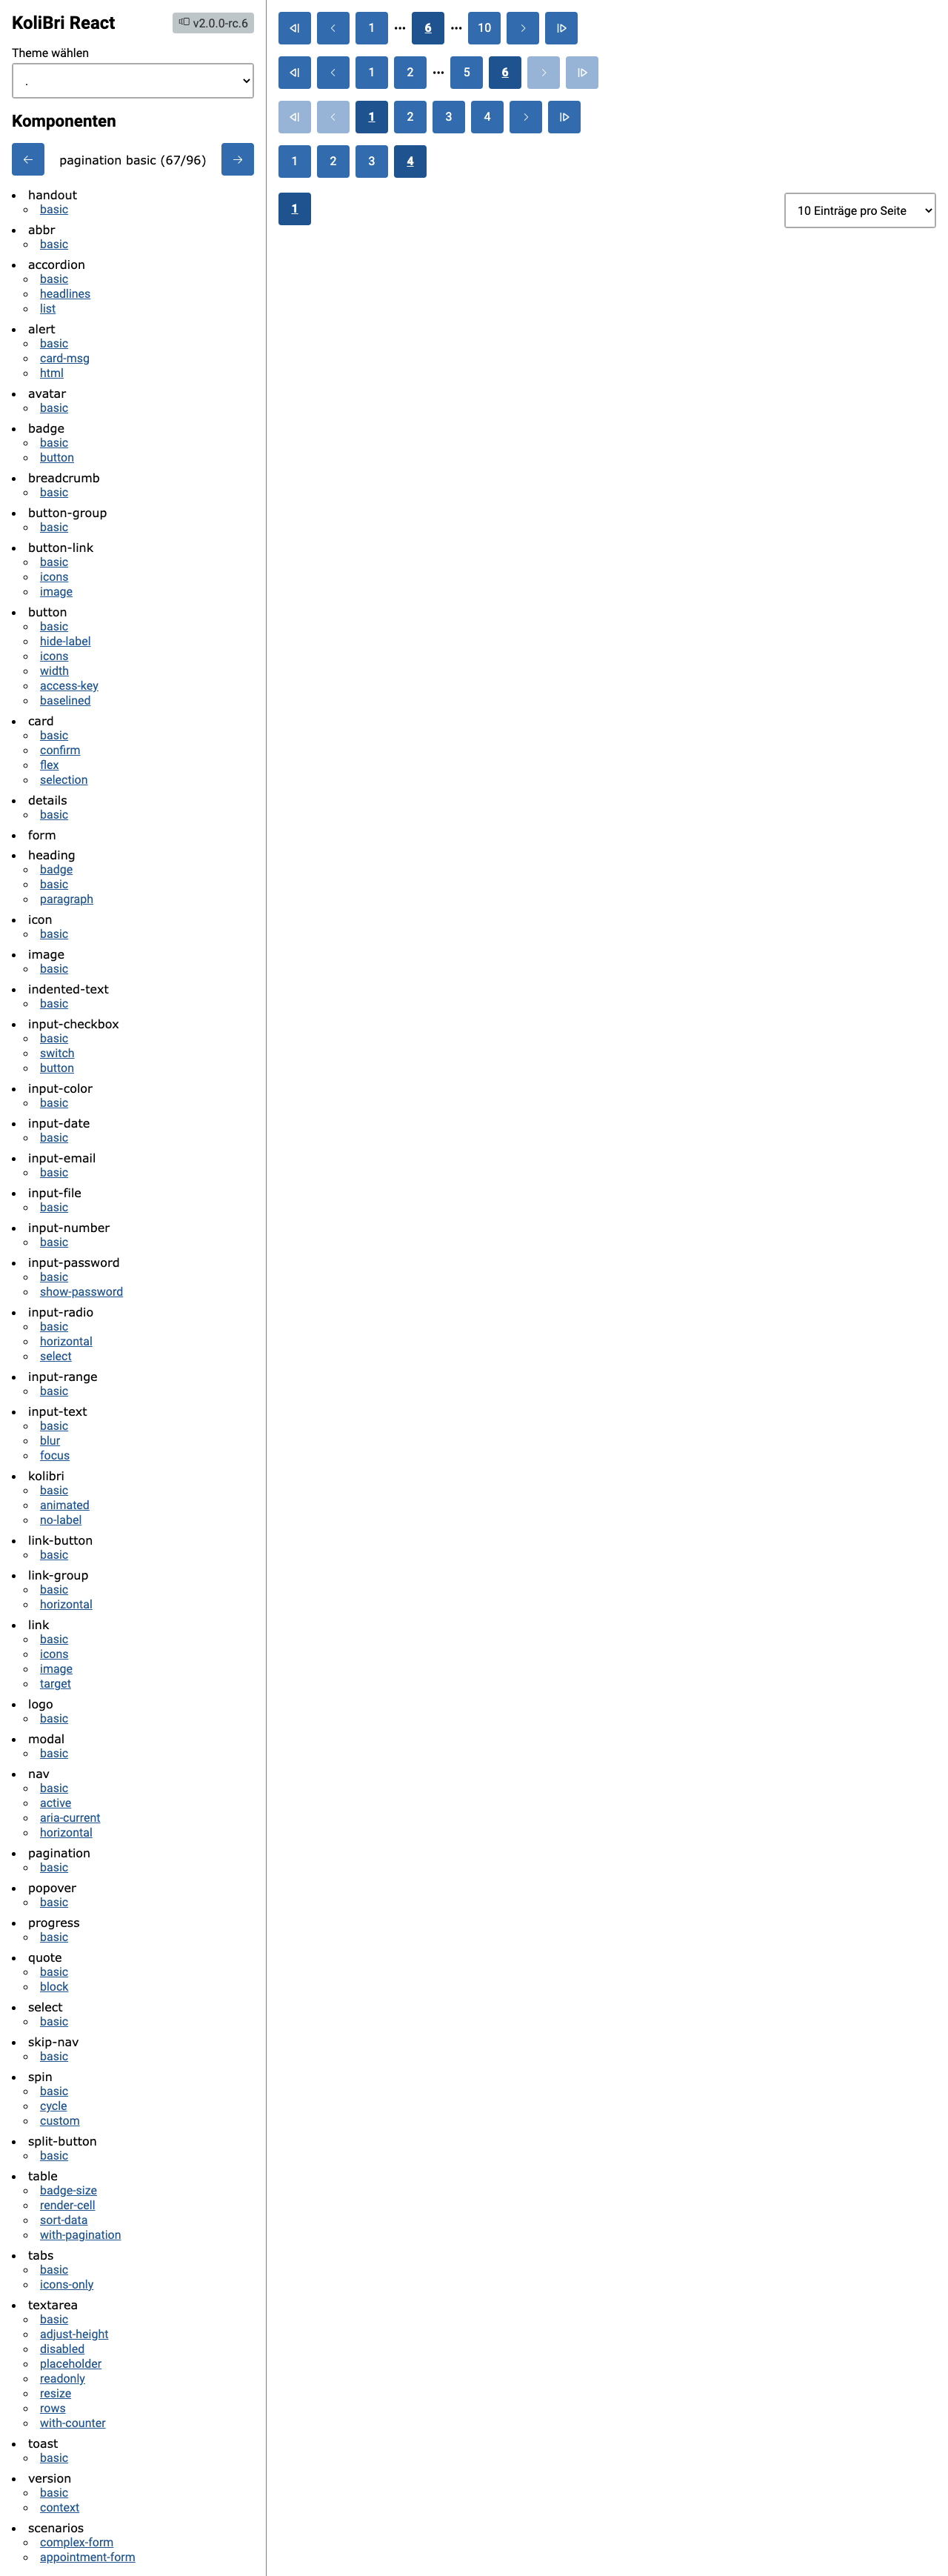 KoliBri React
v2.0.0-rc.6
Theme wählen
.
Komponenten
pagination basic (67/96)
handout
basic
abbr
basic
accordion
basic
headlines
list
alert
basic
card-msg
html
avatar
basic
badge
basic
button
breadcrumb
basic
button-group
basic
button-link
basic
icons
image
button
basic
hide-label
icons
width
access-key
baselined
card
basic
confirm
flex
selection
details
basic
form
heading
badge
basic
paragraph
icon
basic
image
basic
indented-text
basic
input-checkbox
basic
switch
button
input-color
basic
input-date
basic
input-email
basic
input-file
basic
input-number
basic
input-password
basic
show-password
input-radio
basic
horizontal
select
input-range
basic
input-text
basic
blur
focus
kolibri
basic
animated
no-label
link-button
basic
link-group
basic
horizontal
link
basic
icons
image
target
logo
basic
modal
basic
nav
basic
active
aria-current
horizontal
pagination
basic
popover
basic
progress
basic
quote
basic
block
select
basic
skip-nav
basic
spin
basic
cycle
custom
split-button
basic
table
badge-size
render-cell
sort-data
with-pagination
tabs
basic
icons-only
textarea
basic
adjust-height
disabled
placeholder
readonly
resize
rows
with-counter
toast
basic
version
basic
context
scenarios
complex-form
appointment-form
1 ••• 6 ••• 10
1 2 ••• 5 6
1 2 3 4
1 2 3 4
1
10 Einträge pro Seite